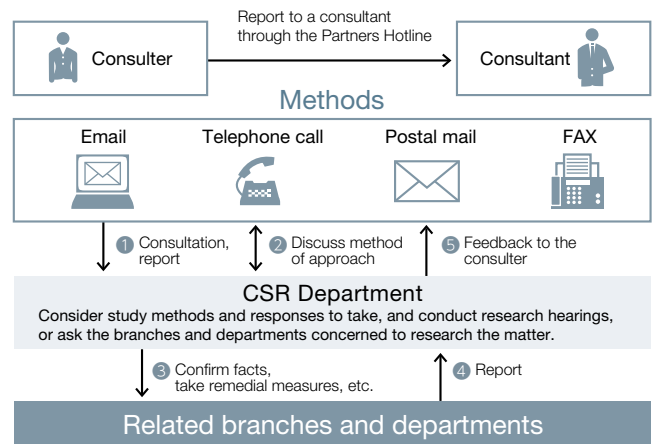 Report to a consultant
through the Partners Hotline
Consulter
Consultant
Methods
Email
Telephone call
Postal mail
FAX
1 Consultation,
report
2 Discuss method
of approach
5 Feedback to the
consulter
CSR Department
Consider study methods and responses to take, and conduct research hearings,
or ask the branches and departments concerned to research the matter.
3 Confirm facts,
take remedial measures, etc.
4 Report
Related branches and departments